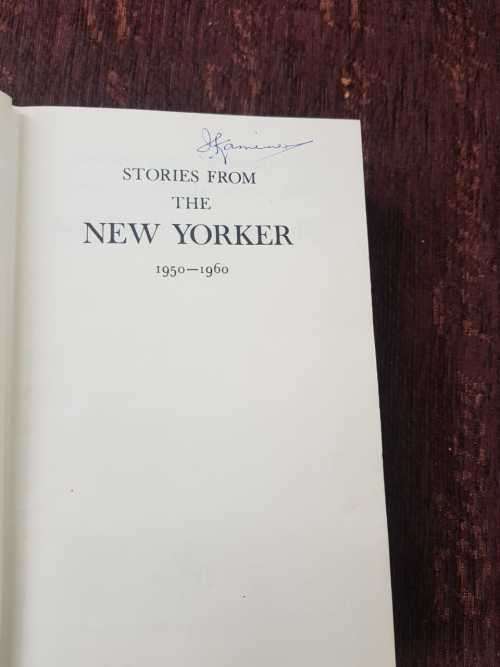 STORIES FROM
THE
NEW YORKER
1950—1960